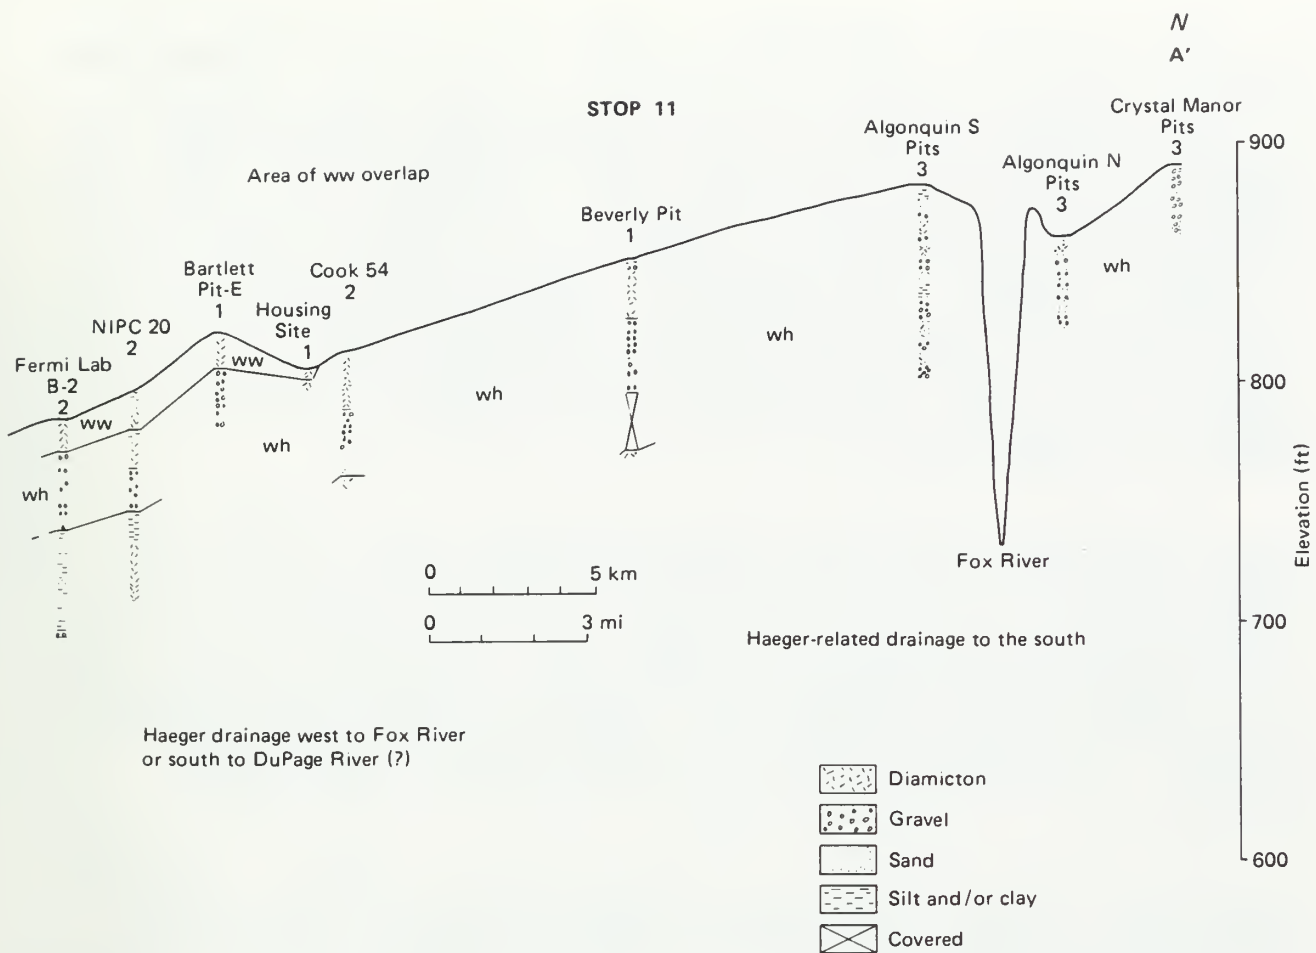 N
A'
STOP 11
Crystal Manor
Pits
3
Algonquin S
Pits
3
Algonquin N
Pits
3
900
Area of ww overlap
Beverly Pit
1
Bartlett
Pit-E
1
Cook 54
2
Housing
Site
1
NIPC 20
2
Fermi Lab
B-2
2
ww
ww
wh
wh
wh
wh
wh
800
Elevation (ft)
Fox River
0 5 km
0 3 mi
700
Haeger-related drainage to the south
Haeger drainage west to Fox River
or south to DuPage River (?)
Diamicton
Gravel
Sand
Silt and/or clay
Covered
600